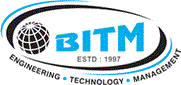 BITM
ESTD : 1997
ENGINEERING • TECHNOLOGY • MANAGEMENT